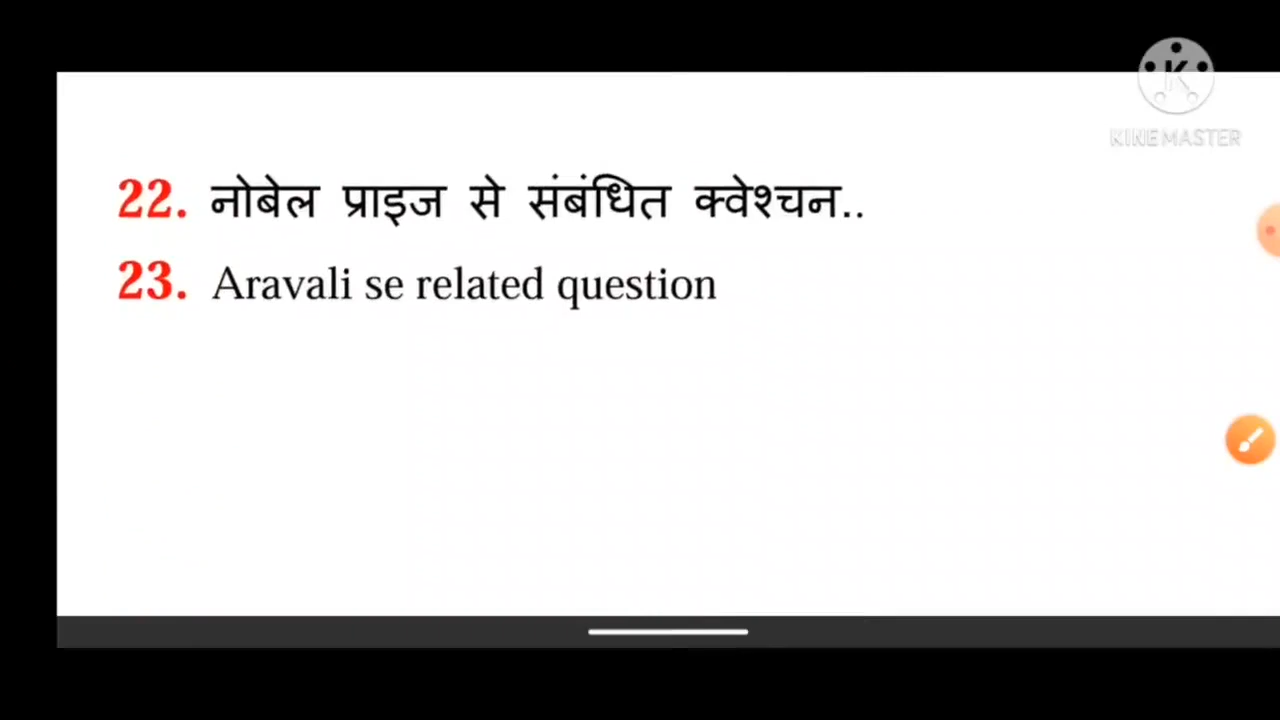 KINEMASTER
22. नोबेल प्राइज से संबंधित क्वेश्चन..
23. Aravali se related question